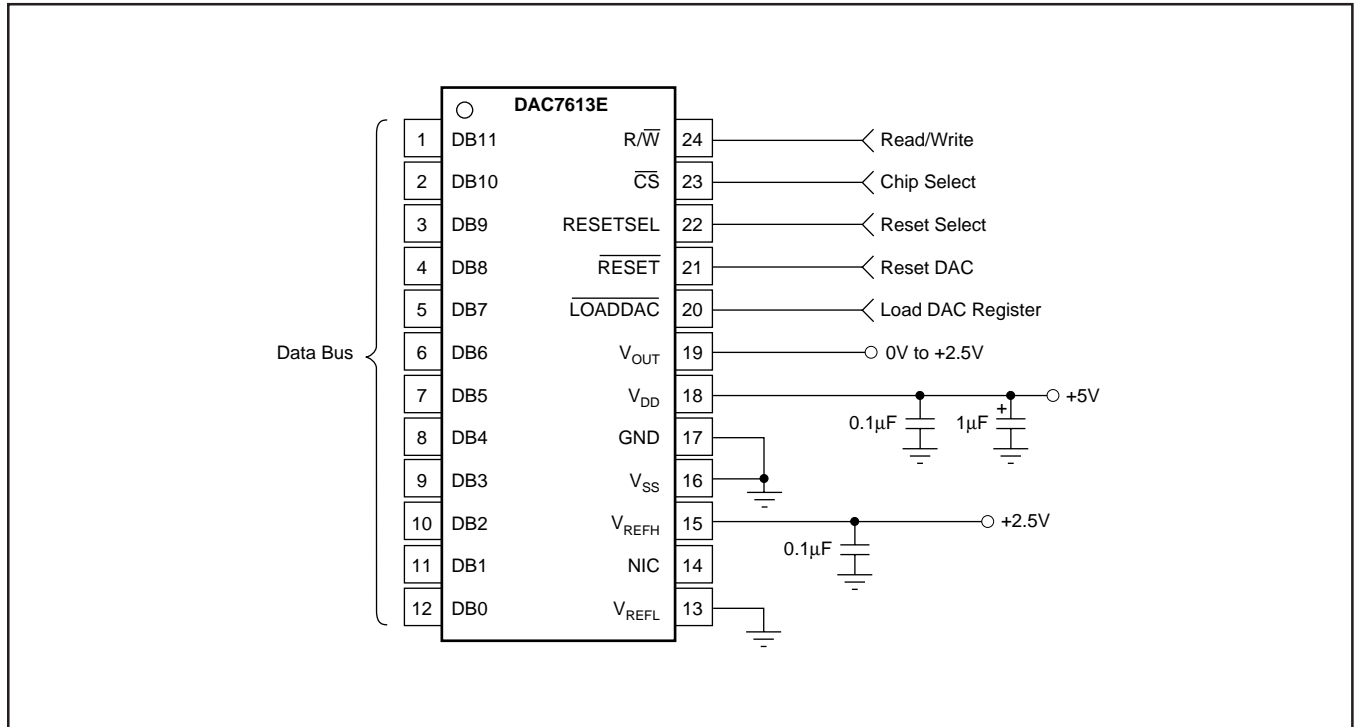 DAC7613E
1 DB11 R/W̅ 24 Read/Write
2 DB10 C̅S̅ 23 Chip Select
3 DB9 RESETSEL 22 Reset Select
4 DB8 R̅E̅S̅E̅T̅ 21 Reset DAC
5 DB7 L̅O̅A̅D̅D̅A̅C̅ 20 Load DAC Register
Data Bus 6 DB6 VOUT 19 0V to +2.5V
7 DB5 VDD 18 +5V
0.1μF 1μF +
8 DB4 GND 17
9 DB3 VSS 16
10 DB2 VREFH 15 +2.5V
0.1μF
11 DB1 NIC 14
12 DB0 VREFL 13